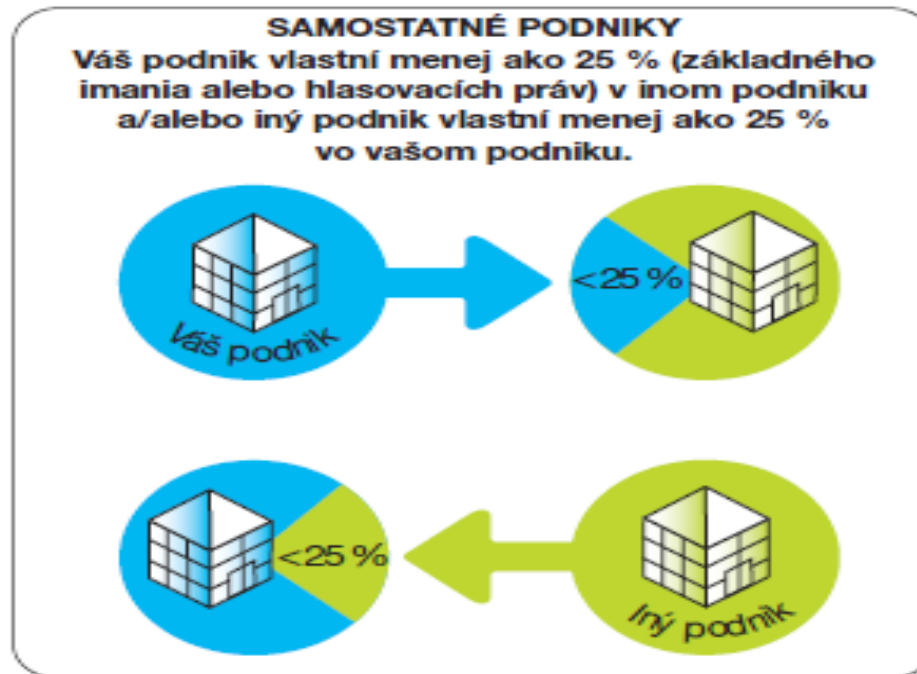 SAMOSTATNÉ PODNIKY
Váš podnik vlastní menej ako 25 % (základného
imania alebo hlasovacích práv) v inom podniku
a/alebo iný podnik vlastní menej ako 25 %
vo vašom podniku.
<25 %
Váš podnik
<25 %
Iný podnik